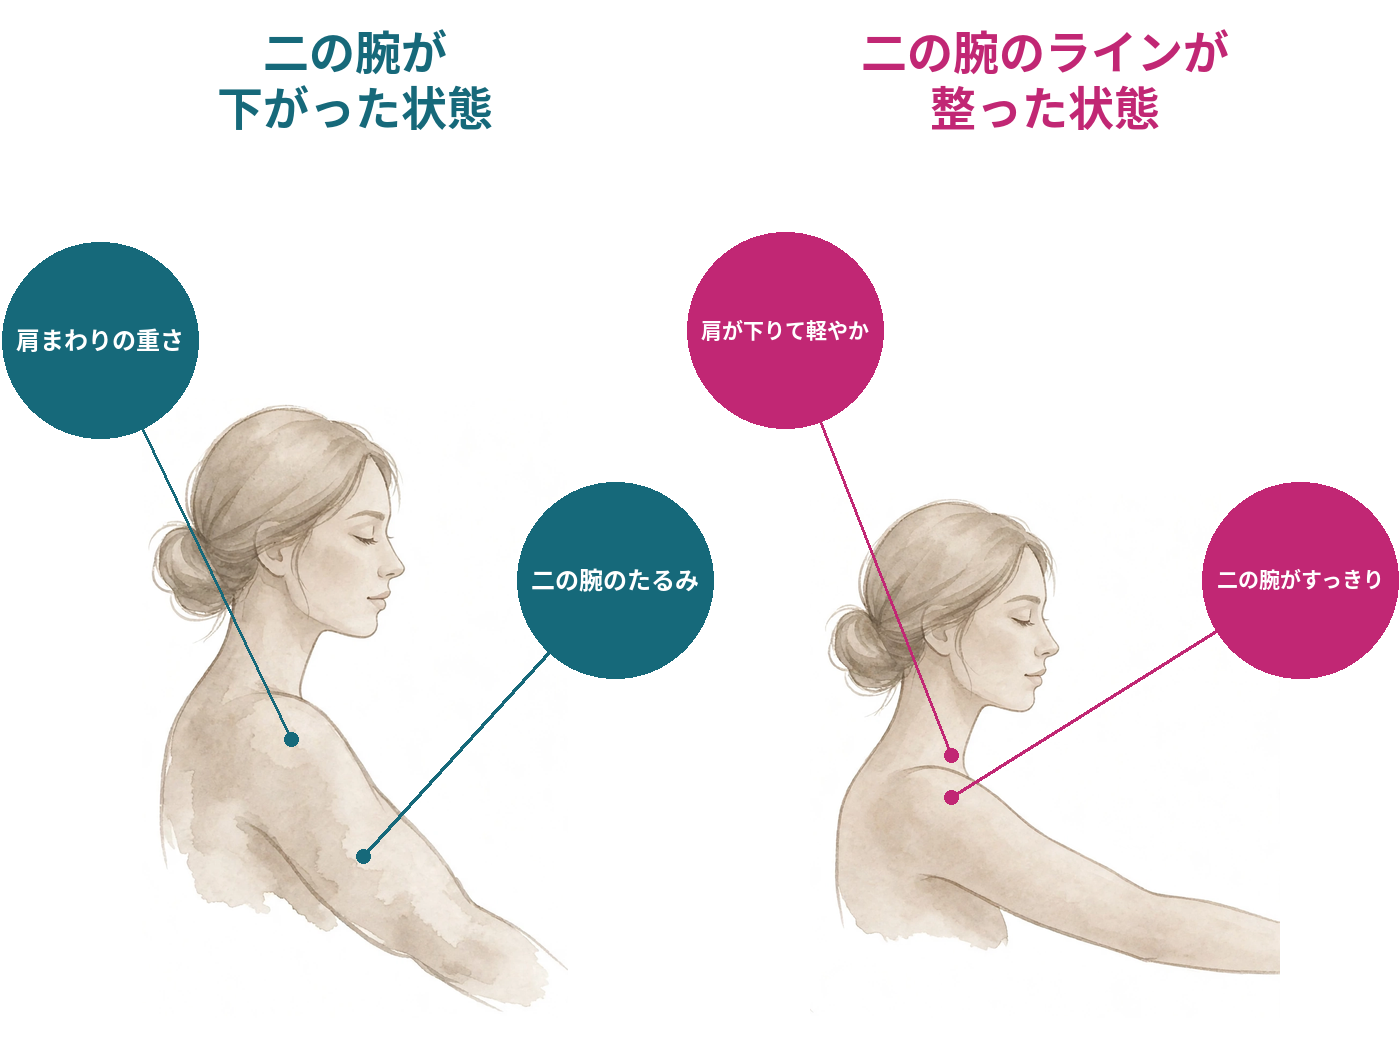 二の腕が
下がった状態
二の腕のラインが
整った状態
肩まわりの重さ
肩が下りて軽やか
二の腕のたるみ
二の腕がすっきり